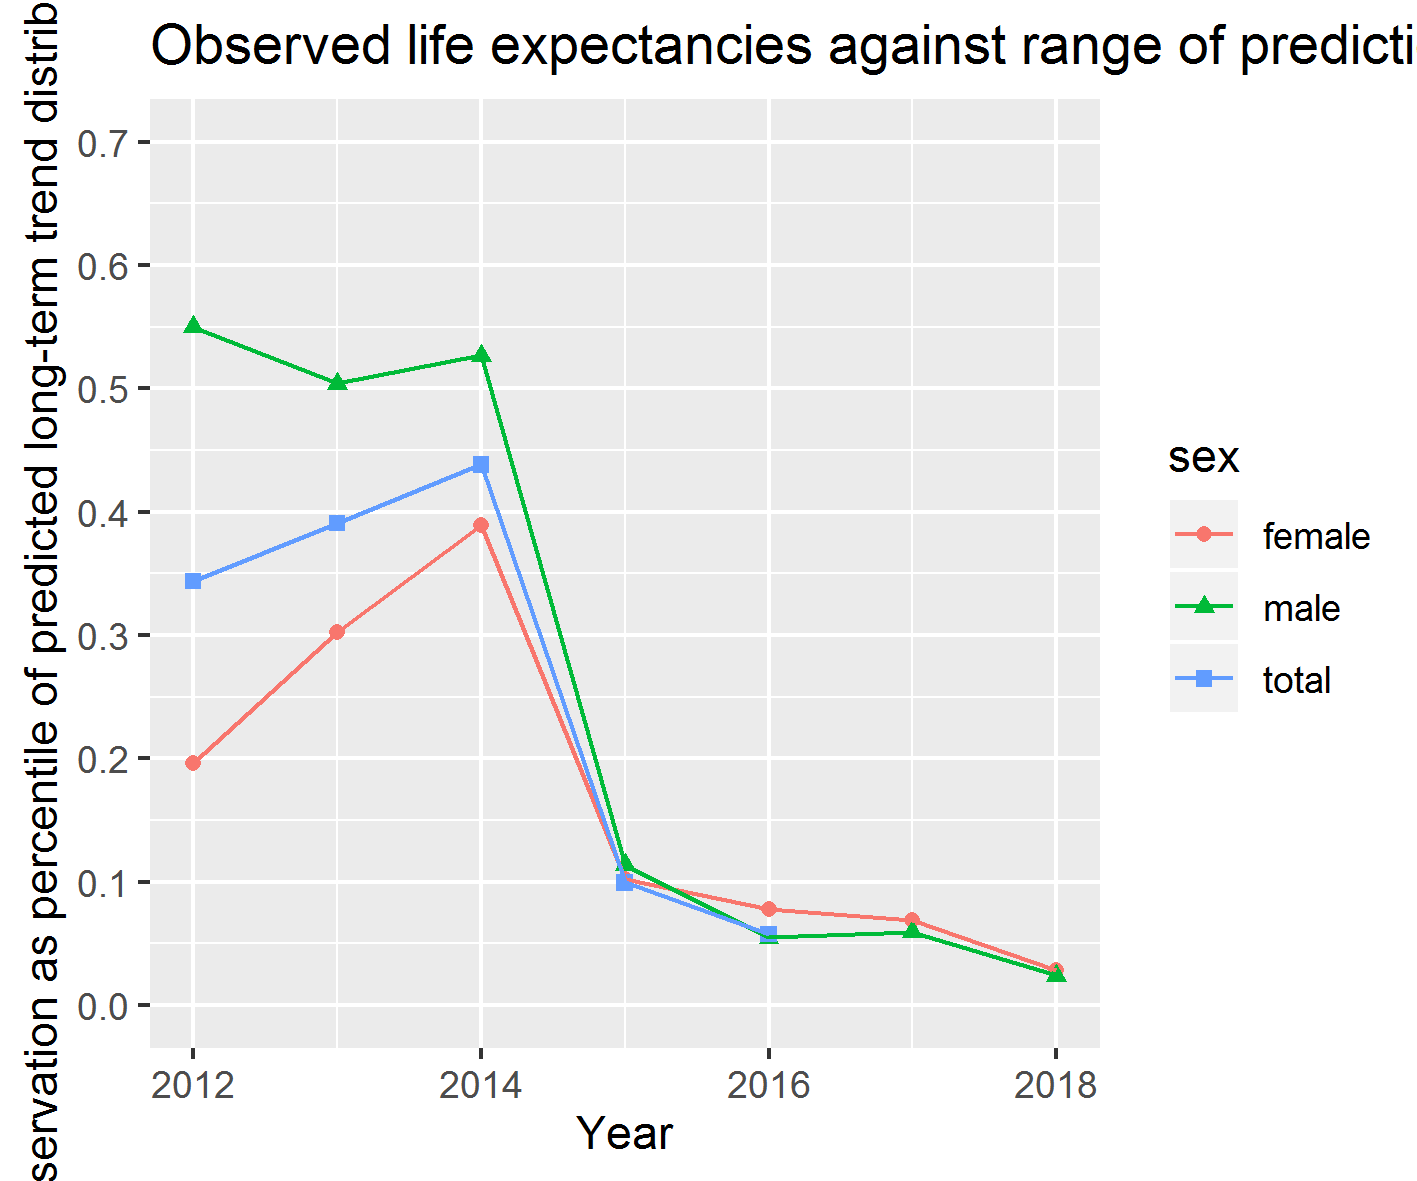 Observed life expectancies against range of predicti
servation as percentile of predicted long-term trend distrib
0.7
0.6
0.5
0.4
0.3
0.2
0.1
0.0
2012 2014 2016 2018
Year
sex
female
male
total